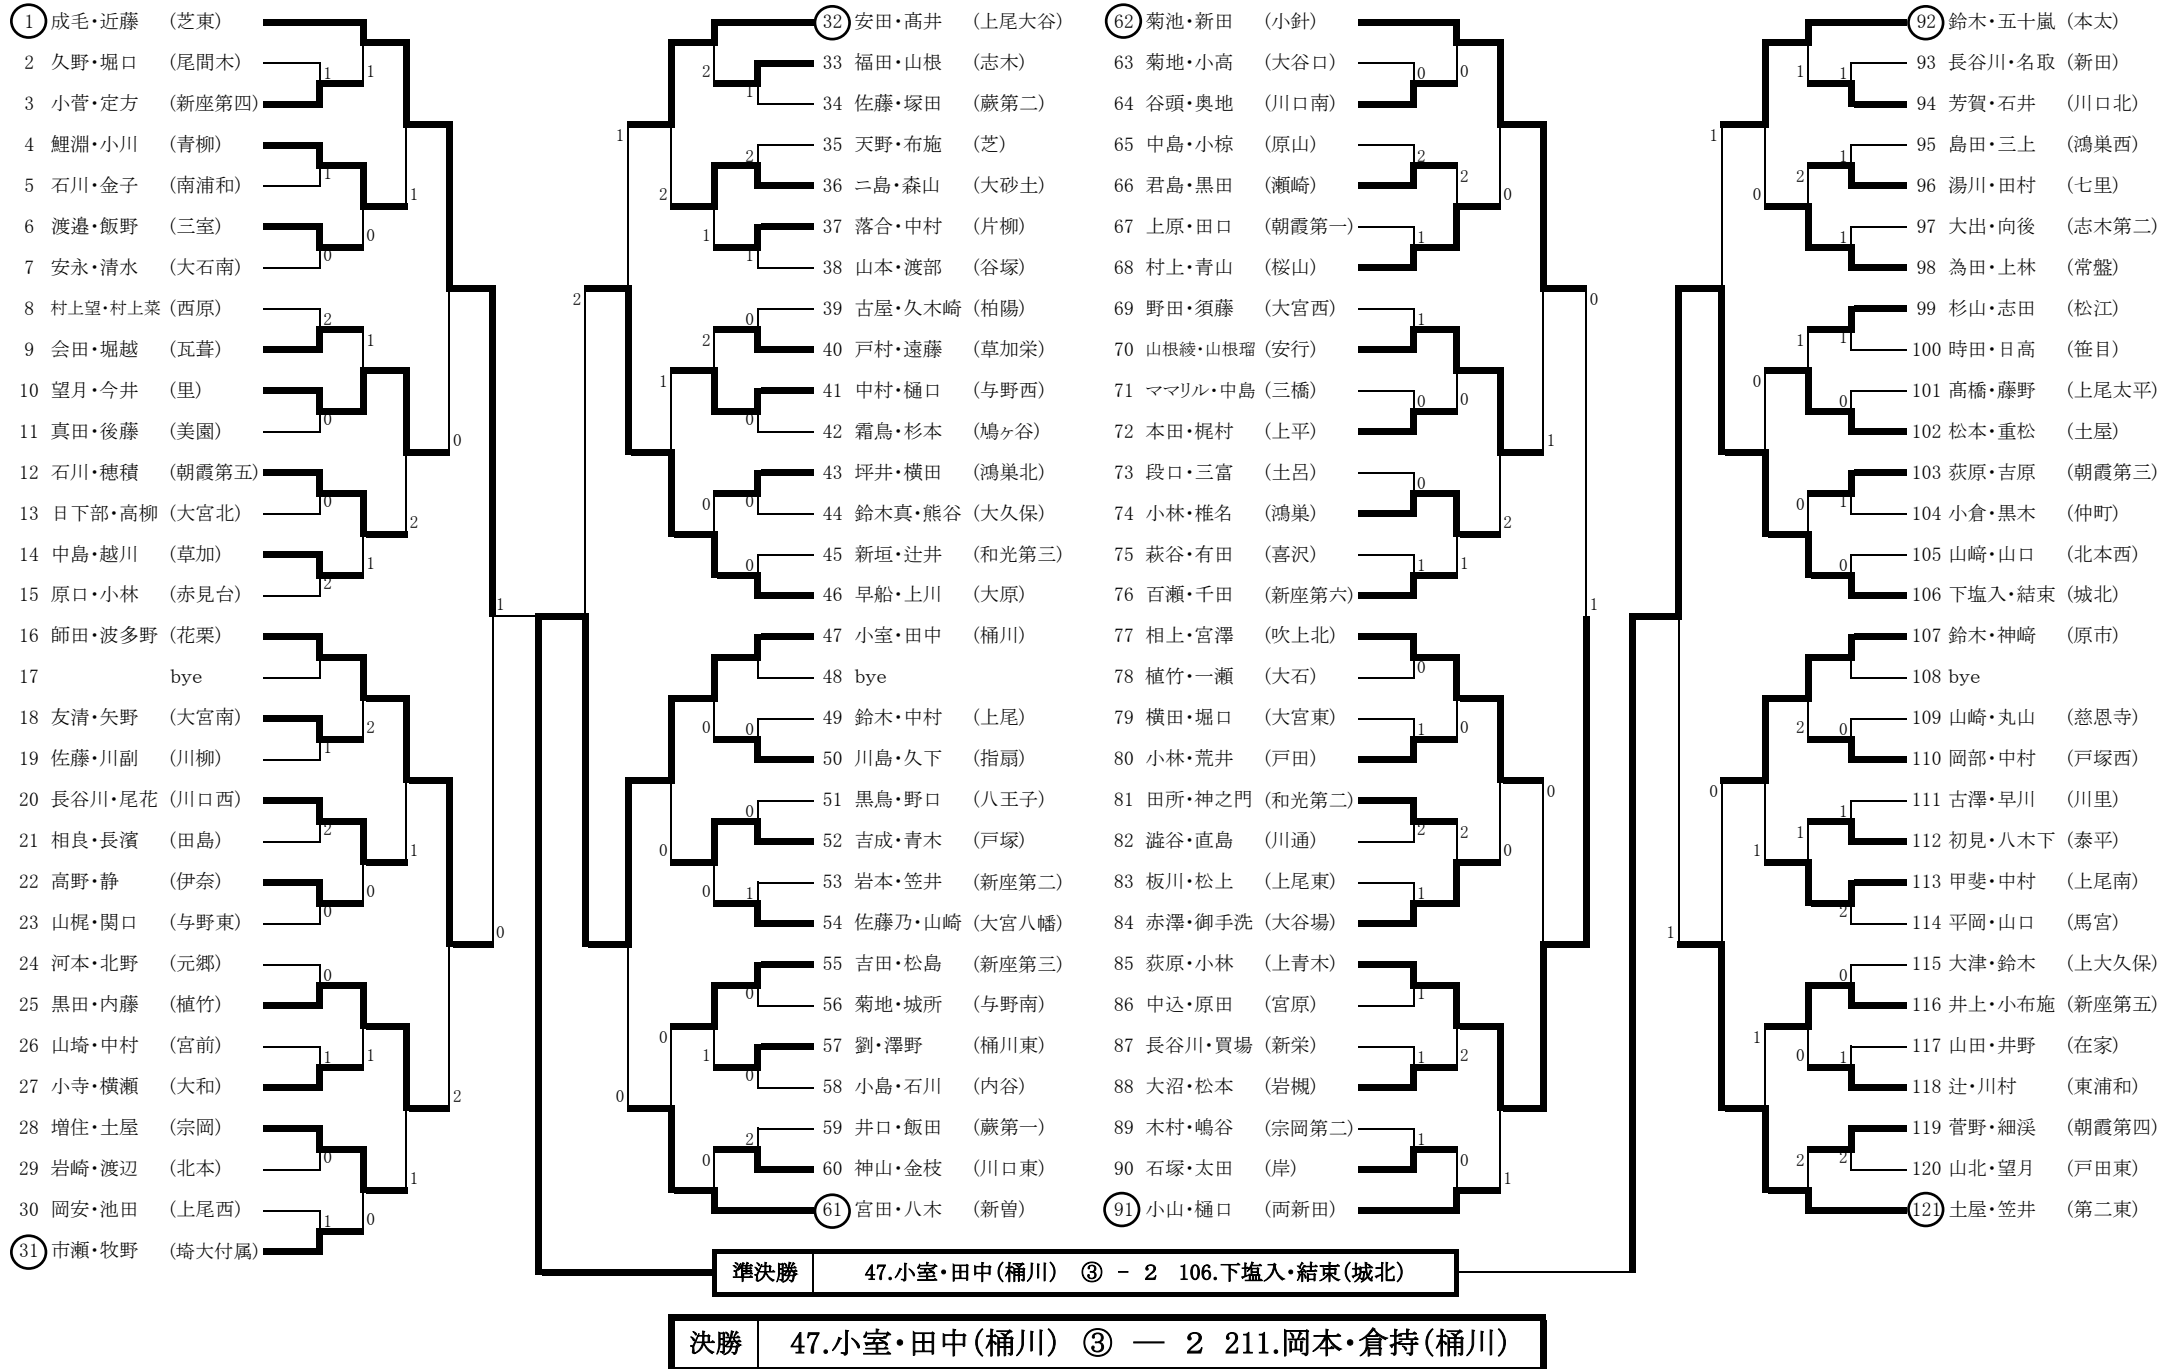 1 成毛・近藤 (芝東)
2 久野・堀口 (尾間木)
3 小菅・定方 (新座第四)
4 鯉淵・小川 (青柳)
5 石川・金子 (南浦和)
6 渡邉・飯野 (三室)
7 安永・清水 (大石南)
8 村上望・村上菜 (西原)
9 会田・堀越 (瓦葺)
10 望月・今井 (里)
11 真田・後藤 (美園)
12 石川・穂積 (朝霞第五)
13 日下部・高柳 (大宮北)
14 中島・越川 (草加)
15 原口・小林 (赤見台)
16 師田・波多野 (花栗)
17 bye
18 友清・矢野 (大宮南)
19 佐藤・川副 (川柳)
20 長谷川・尾花 (川口西)
21 相良・長濱 (田島)
22 高野・静 (伊奈)
23 山梶・関口 (与野東)
24 河本・北野 (元郷)
25 黒田・内藤 (植竹)
26 山埼・中村 (宮前)
27 小寺・横瀬 (大和)
28 増住・土屋 (宗岡)
29 岩崎・渡辺 (北本)
30 岡安・池田 (上尾西)
31 市瀬・牧野 (埼大付属)
32 安田・髙井 (上尾大谷)
33 福田・山根 (志木)
34 佐藤・塚田 (蕨第二)
35 天野・布施 (芝)
36 二島・森山 (大砂土)
37 落合・中村 (片柳)
38 山本・渡部 (谷塚)
39 古屋・久木崎 (柏陽)
40 戸村・遠藤 (草加栄)
41 中村・樋口 (与野西)
42 霜鳥・杉本 (鳩ヶ谷)
43 坪井・横田 (鴻巣北)
44 鈴木真・熊谷 (大久保)
45 新垣・辻井 (和光第三)
46 早船・上川 (大原)
47 小室・田中 (桶川)
48 bye
49 鈴木・中村 (上尾)
50 川島・久下 (指扇)
51 黒鳥・野口 (八王子)
52 吉成・青木 (戸塚)
53 岩本・笠井 (新座第二)
54 佐藤乃・山崎 (大宮八幡)
55 吉田・松島 (新座第三)
56 菊地・城所 (与野南)
57 劉・澤野 (桶川東)
58 小島・石川 (内谷)
59 井口・飯田 (蕨第一)
60 神山・金枝 (川口東)
61 宮田・八木 (新曽)
62 菊池・新田 (小針)
63 菊地・小高 (大谷口)
64 谷頭・奥地 (川口南)
65 中島・小椋 (原山)
66 君島・黒田 (瀬崎)
67 上原・田口 (朝霞第一)
68 村上・青山 (桜山)
69 野田・須藤 (大宮西)
70 山根綾・山根瑠 (安行)
71 ママリル・中島 (三橋)
72 本田・梶村 (上平)
73 段口・三富 (土呂)
74 小林・椎名 (鴻巣)
75 萩谷・有田 (喜沢)
76 百瀬・千田 (新座第六)
77 相上・宮澤 (吹上北)
78 植竹・一瀬 (大石)
79 横田・堀口 (大宮東)
80 小林・荒井 (戸田)
81 田所・神之門 (和光第二)
82 澁谷・直島 (川通)
83 板川・松上 (上尾東)
84 赤澤・御手洗 (大谷場)
85 荻原・小林 (上青木)
86 中込・原田 (宮原)
87 長谷川・買場 (新栄)
88 大沼・松本 (岩槻)
89 木村・嶋谷 (宗岡第二)
90 石塚・太田 (岸)
91 小山・樋口 (両新田)
92 鈴木・五十嵐 (本太)
93 長谷川・名取 (新田)
94 芳賀・石井 (川口北)
95 島田・三上 (鴻巣西)
96 湯川・田村 (七里)
97 大出・向後 (志木第二)
98 為田・上林 (常盤)
99 杉山・志田 (松江)
100 時田・日高 (笹目)
101 髙橋・藤野 (上尾太平)
102 松本・重松 (土屋)
103 荻原・吉原 (朝霞第三)
104 小倉・黒木 (仲町)
105 山﨑・山口 (北本西)
106 下塩入・結束 (城北)
107 鈴木・神﨑 (原市)
108 bye
109 山崎・丸山 (慈恩寺)
110 岡部・中村 (戸塚西)
111 古澤・早川 (川里)
112 初見・八木下 (泰平)
113 甲斐・中村 (上尾南)
114 平岡・山口 (馬宮)
115 大津・鈴木 (上大久保)
116 井上・小布施 (新座第五)
117 山田・井野 (在家)
118 辻・川村 (東浦和)
119 菅野・細渓 (朝霞第四)
120 山北・望月 (戸田東)
121 土屋・笠井 (第二東)
準決勝 47.小室・田中(桶川) ③ - 2 106.下塩入・結束(城北)
決勝 47.小室・田中(桶川) ③ ― 2 211.岡本・倉持(桶川)